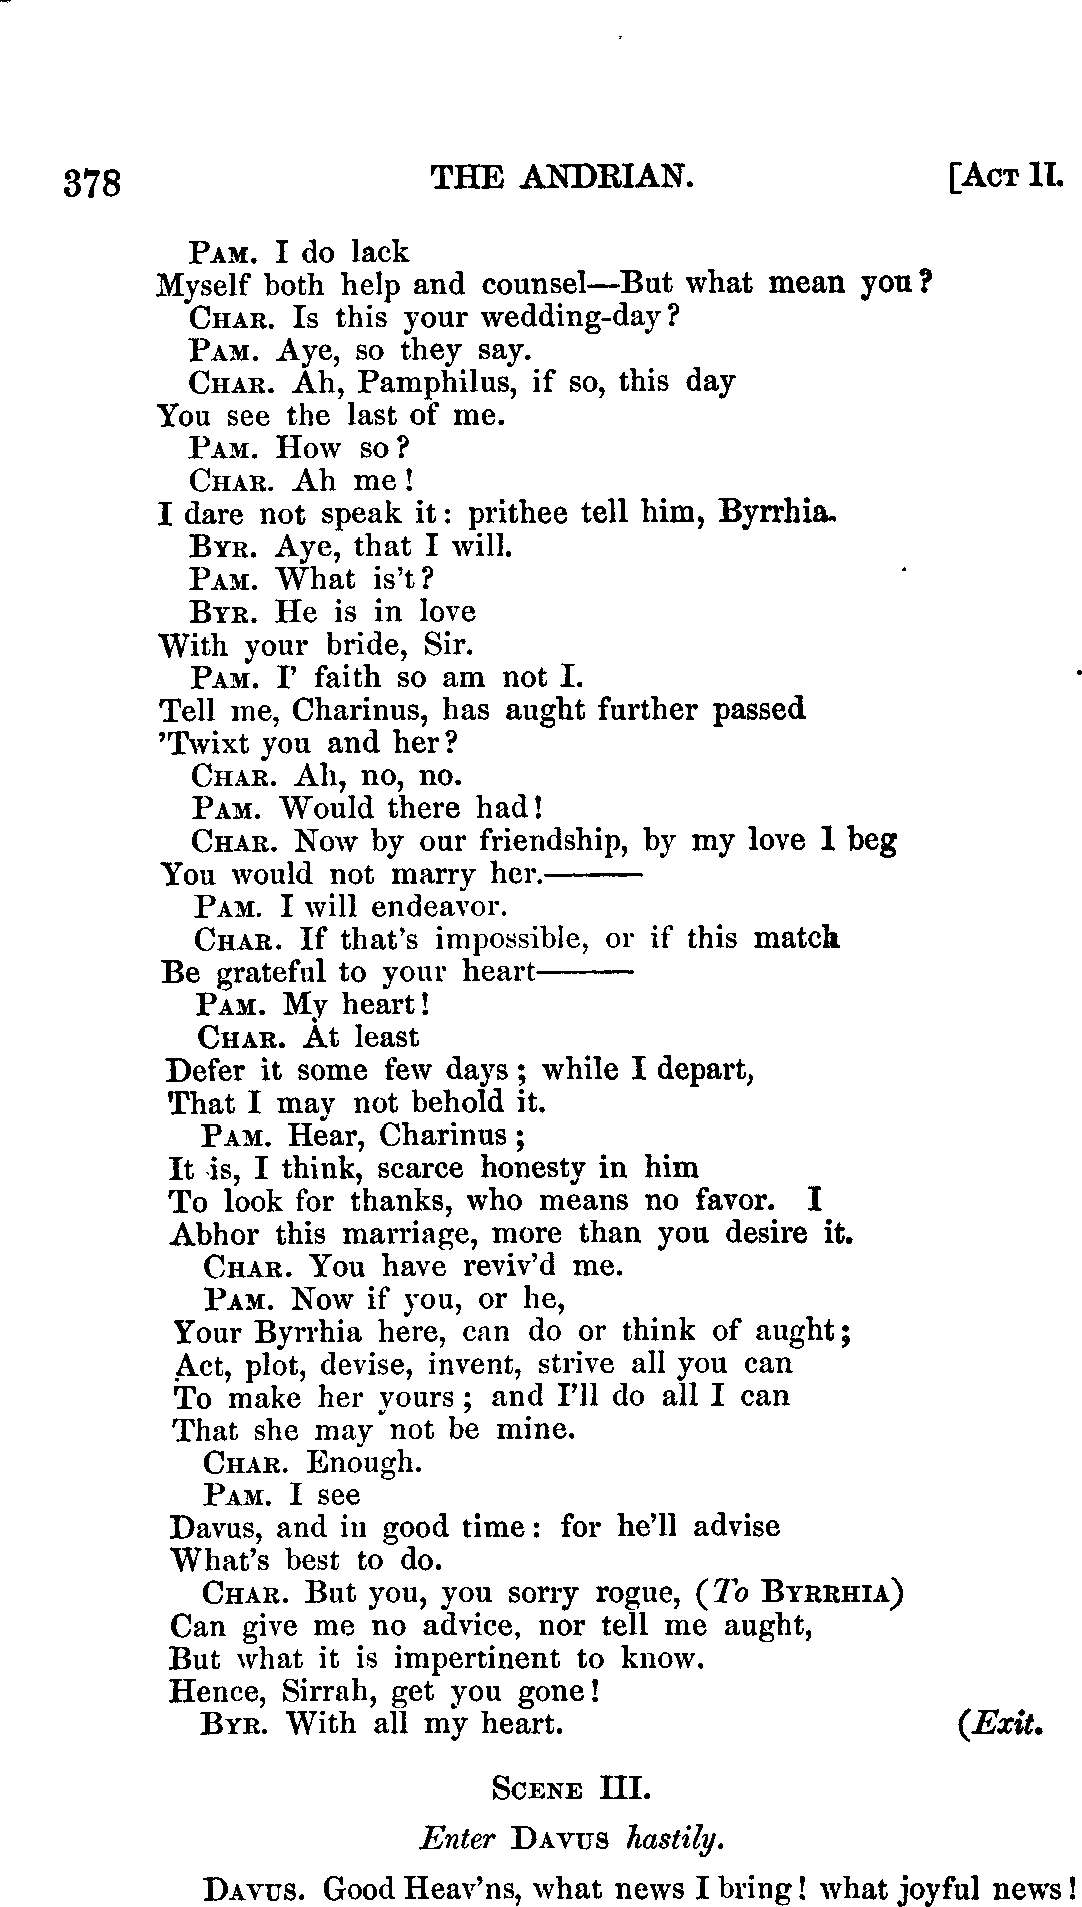 378 THE ANDRIAN. [ACT II.
PAM. I do lack
Myself both help and counsel—But what mean you?
CHAR. Is this your wedding-day?
PAM. Aye, so they say.
CHAR. Ah, Pamphilus, if so, this day
You see the last of me.
PAM. How so?
CHAR. Ah me!
I dare not speak it: prithee tell him, Byrrhia.
BYR. Aye, that I will.
PAM. What is't?
BYR. He is in love
With your bride, Sir.
PAM. I' faith so am not I.
Tell me, Charinus, has aught further passed
'Twixt you and her?
CHAR. Ah, no, no.
PAM. Would there had!
CHAR. Now by our friendship, by my love I beg
You would not marry her.——
PAM. I will endeavor.
CHAR. If that's impossible, or if this match
Be grateful to your heart——
PAM. My heart!
CHAR. At least
Defer it some few days; while I depart,
That I may not behold it.
PAM. Hear, Charinus;
It is, I think, scarce honesty in him
To look for thanks, who means no favor. I
Abhor this marriage, more than you desire it.
CHAR. You have reviv'd me.
PAM. Now if you, or he,
Your Byrrhia here, can do or think of aught;
Act, plot, devise, invent, strive all you can
To make her yours; and I'll do all I can
That she may not be mine.
CHAR. Enough.
PAM. I see
Davus, and in good time: for he'll advise
What's best to do.
CHAR. But you, you sorry rogue, (To BYRRHIA)
Can give me no advice, nor tell me aught,
But what it is impertinent to know.
Hence, Sirrah, get you gone!
BYR. With all my heart. (Exit.
SCENE III.
Enter DAVUS hastily.
DAVUS. Good Heav'ns, what news I bring! what joyful news!